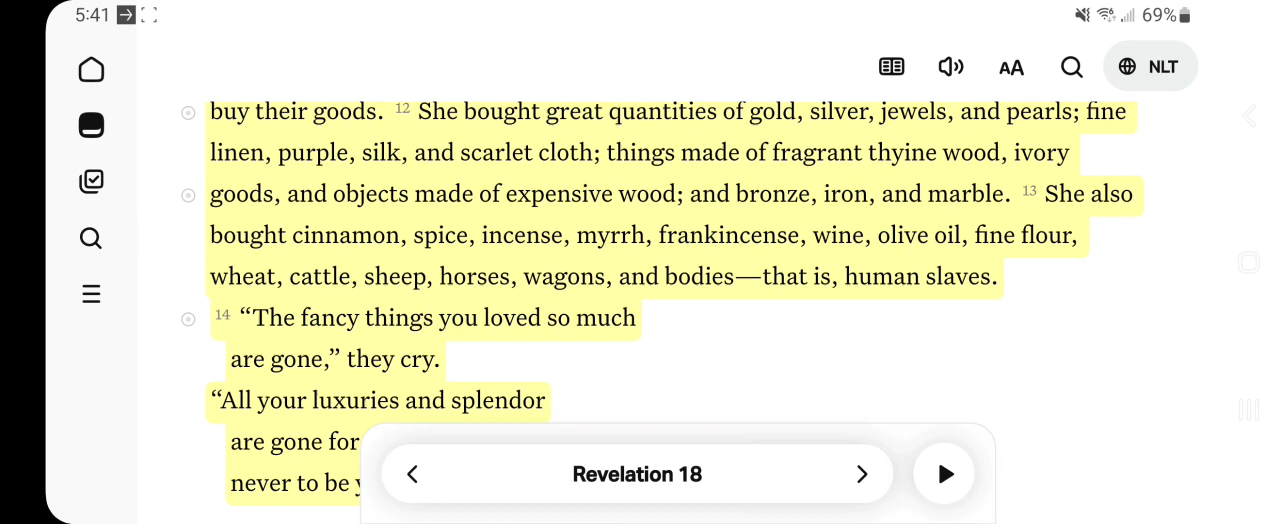 5:41
69%
AA
NLT
buy their goods. 12 She bought great quantities of gold, silver, jewels, and pearls; fine
linen, purple, silk, and scarlet cloth; things made of fragrant thyine wood, ivory
goods, and objects made of expensive wood; and bronze, iron, and marble. 13 She also
bought cinnamon, spice, incense, myrrh, frankincense, wine, olive oil, fine flour,
wheat, cattle, sheep, horses, wagons, and bodies—that is, human slaves.
14 “The fancy things you loved so much
are gone,” they cry.
“All your luxuries and splendor
are gone for
never to be
Revelation 18